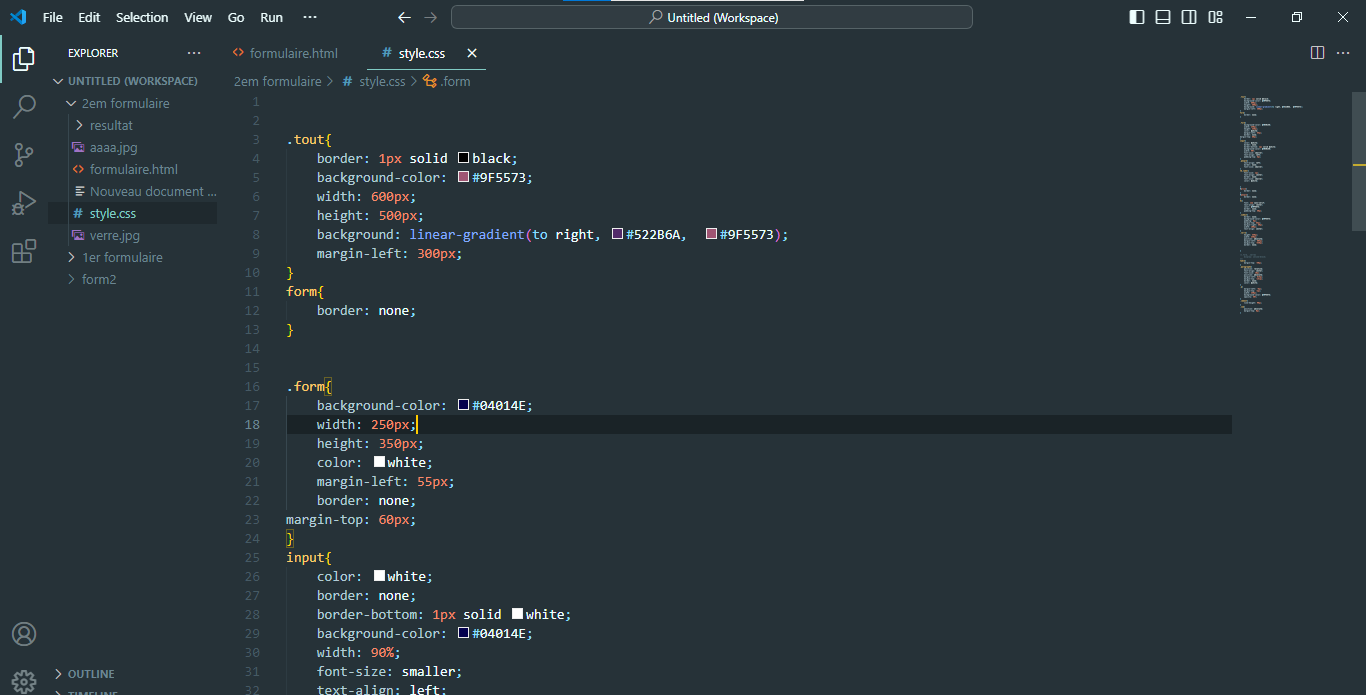 File Edit Selection View Go Run ···
Untitled (Workspace)
EXPLORER ···
UNTITLED (WORKSPACE)
2em formulaire
resultat
aaaa.jpg
formulaire.html
Nouveau document ...
style.css
verre.jpg
1er formulaire
form2
OUTLINE
TIMELINE
formulaire.html
# style.css
2em formulaire > # style.css > .form
1
2
3 .tout{
4 border: 1px solid black;
5 background-color: #9F5573;
6 width: 600px;
7 height: 500px;
8 background: linear-gradient(to right, #522B6A, #9F5573);
9 margin-left: 300px;
10 }
11 form{
12 border: none;
13 }
14
15
16 .form{
17 background-color: #04014E;
18 width: 250px;
19 height: 350px;
20 color: white;
21 margin-left: 55px;
22 border: none;
23 margin-top: 60px;
24 }
25 input{
26 color: white;
27 border: none;
28 border-bottom: 1px solid white;
29 background-color: #04014E;
30 width: 90%;
31 font-size: smaller;
32 text-align: left;